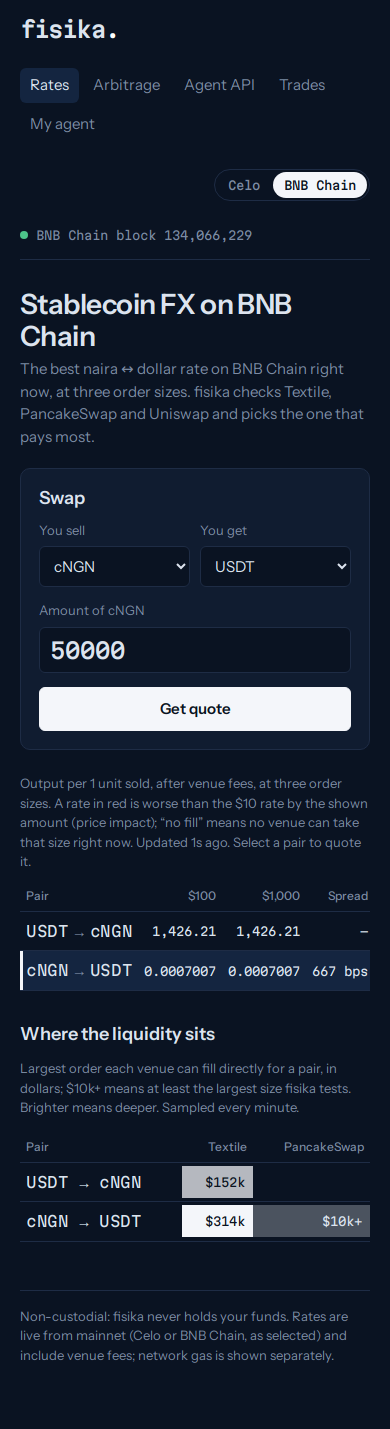 fisika.
Rates Arbitrage Agent API Trades
My agent
Celo BNB Chain
BNB Chain block 134,066,229
Stablecoin FX on BNB
Chain
The best naira ↔ dollar rate on BNB Chain right
now, at three order sizes. fisika checks Textile,
PancakeSwap and Uniswap and picks the one that
pays most.
Swap
You sell You get
cNGN USDT
Amount of cNGN
50000
Get quote
Output per 1 unit sold, after venue fees, at three order
sizes. A rate in red is worse than the $10 rate by the shown
amount (price impact); “no fill” means no venue can take
that size right now. Updated 1s ago. Select a pair to quote
it.
Pair $100 $1,000 Spread
USDT → cNGN 1,426.21 1,426.21 —
cNGN → USDT 0.0007007 0.0007007 667 bps
Where the liquidity sits
Largest order each venue can fill directly for a pair, in
dollars; $10k+ means at least the largest size fisika tests.
Brighter means deeper. Sampled every minute.
Pair Textile PancakeSwap
USDT → cNGN $152k
cNGN → USDT $314k $10k+
Non-custodial: fisika never holds your funds. Rates are
live from mainnet (Celo or BNB Chain, as selected) and
include venue fees; network gas is shown separately.